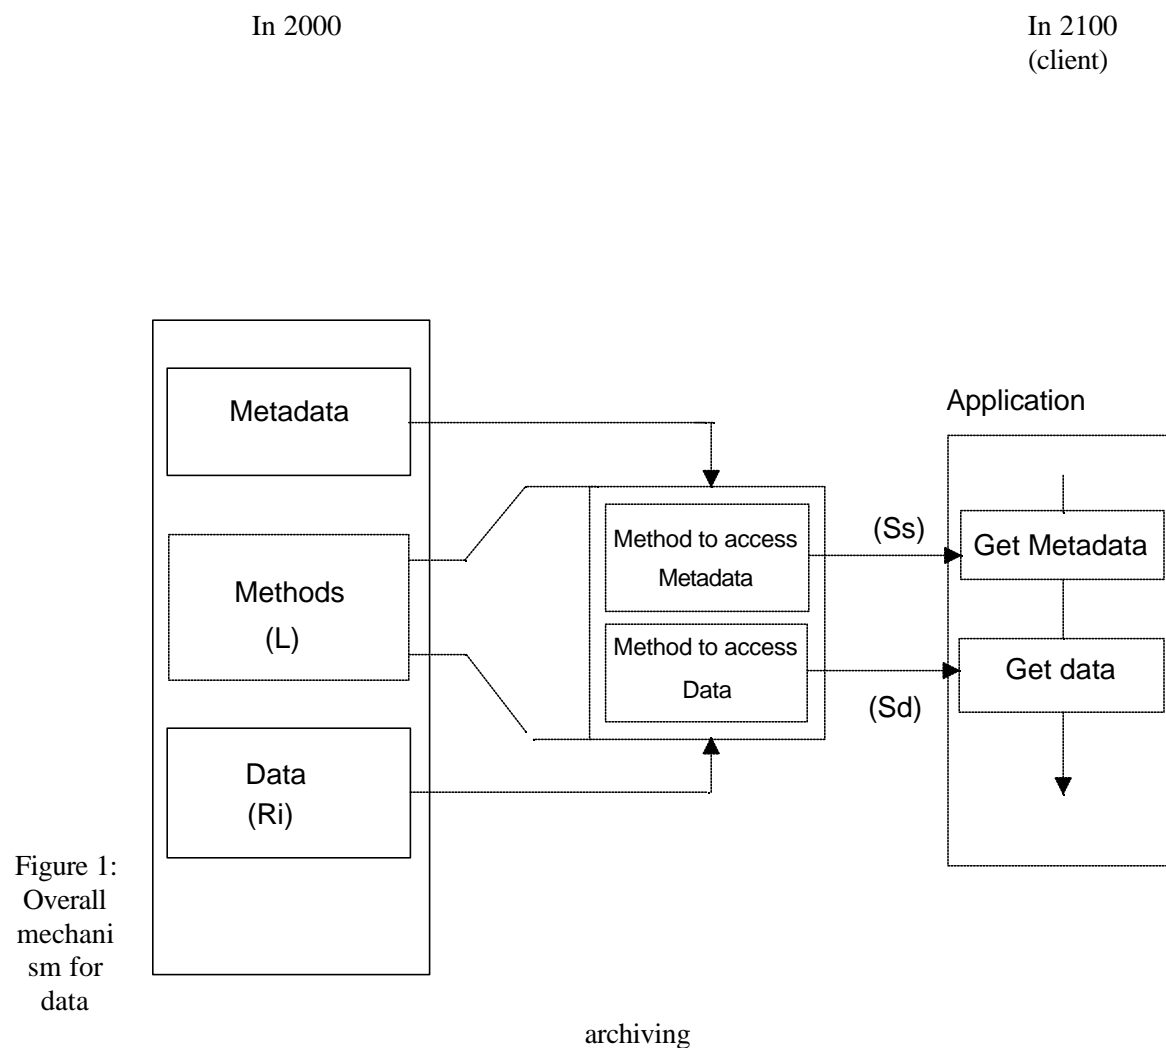 In 2000
In 2100
(client)
Metadata
Methods
(L)
Data
(Ri)
Method to access
Metadata
Method to access
Data
(Ss)
(Sd)
Application
Get Metadata
Get data
Figure 1:
Overall
mechani
sm for
data
archiving